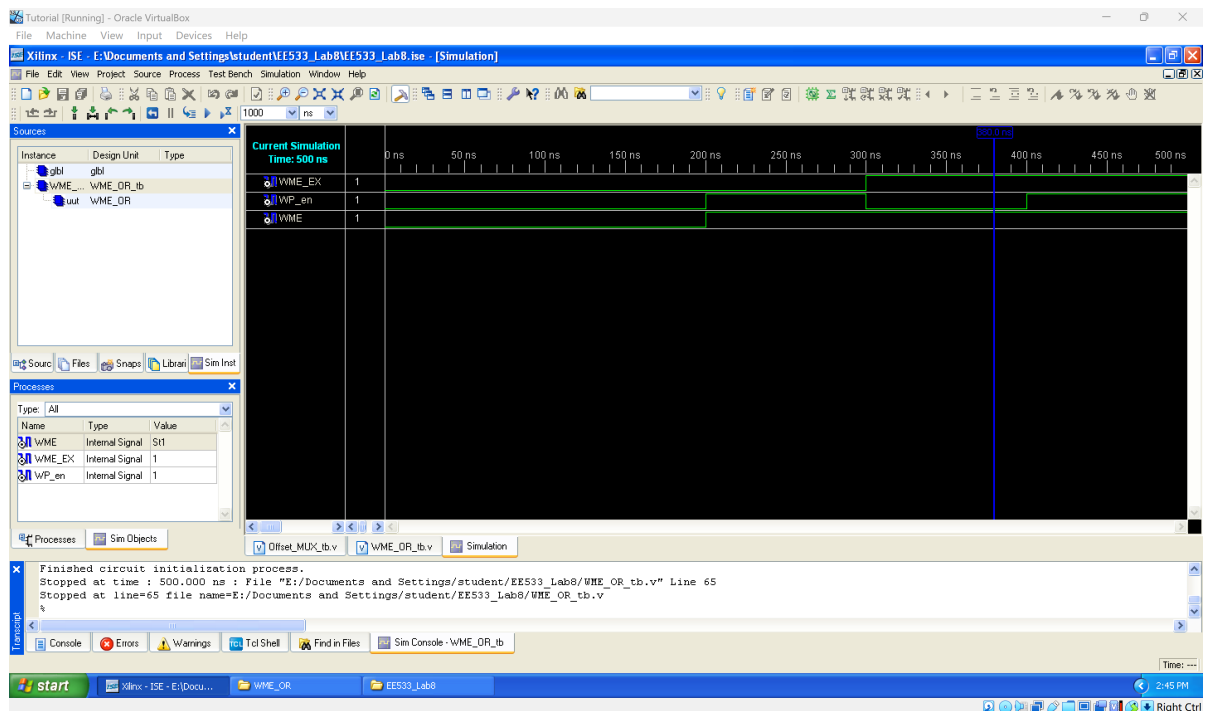 Tutorial [Running] - Oracle VirtualBox
File Machine View Input Devices Help
Xilinx - ISE - E:\Documents and Settings\student\EE533_Lab8\EE533_Lab8.ise - [Simulation]
File Edit View Project Source Process Test Bench Simulation Window Help
1000 ns
Sources
Instance Design Unit Type
glbl glbl
WME_... WME_OR_tb
uut WME_OR
Sourc Files Snaps Librari Sim Inst
Current Simulation
Time: 500 ns
0 ns 50 ns 100 ns 150 ns 200 ns 250 ns 300 ns 350 ns 400 ns 450 ns 500 ns
WME_EX 1
WP_en 1
WME 1
Processes
Type: All
Name Type Value
WME Internal Signal St1
WME_EX Internal Signal 1
WP_en Internal Signal 1
Processes Sim Objects
Offset_MUX_tb.v WME_OR_tb.v Simulation
Finished circuit initialization process.
Stopped at time : 500.000 ns : File "E:/Documents and Settings/student/EE533_Lab8/WME_OR_tb.v" Line 65
Stopped at line=65 file name=E:/Documents and Settings/student/EE533_Lab8/WME_OR_tb.v
%
Transcript
Console Errors Warnings TCL Tcl Shell Find in Files Sim Console - WME_OR_tb
Time: ---
start Xilinx - ISE - E:\Docu... WME_OR EE533_Lab8 2:45 PM
Right Ctrl